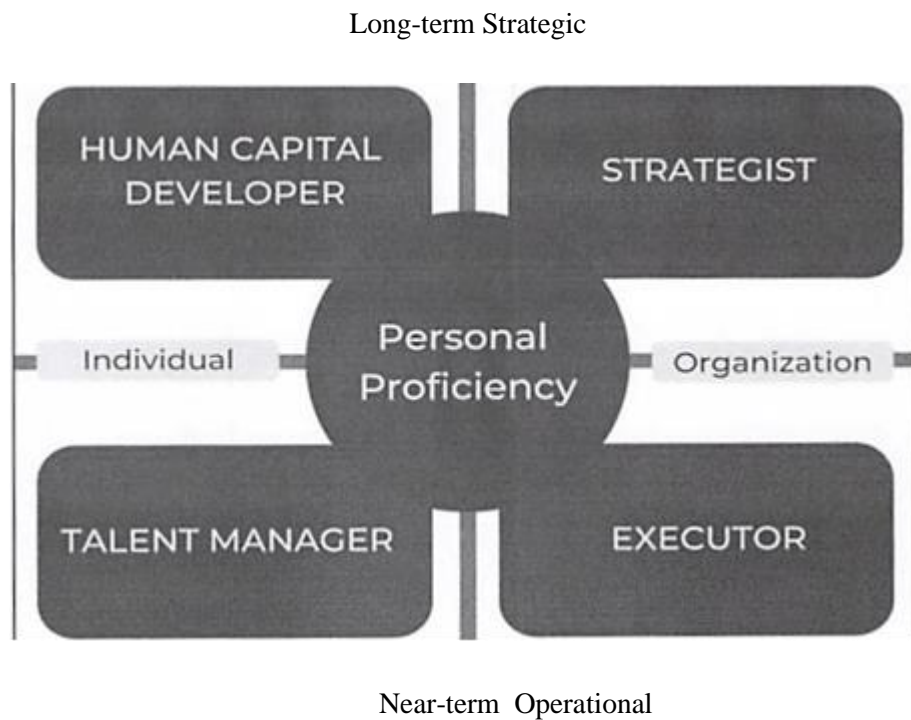 Long-term Strategic
HUMAN CAPITAL
DEVELOPER
STRATEGIST
Personal
Proficiency
Individual
Organization
TALENT MANAGER
EXECUTOR
Near-term Operational